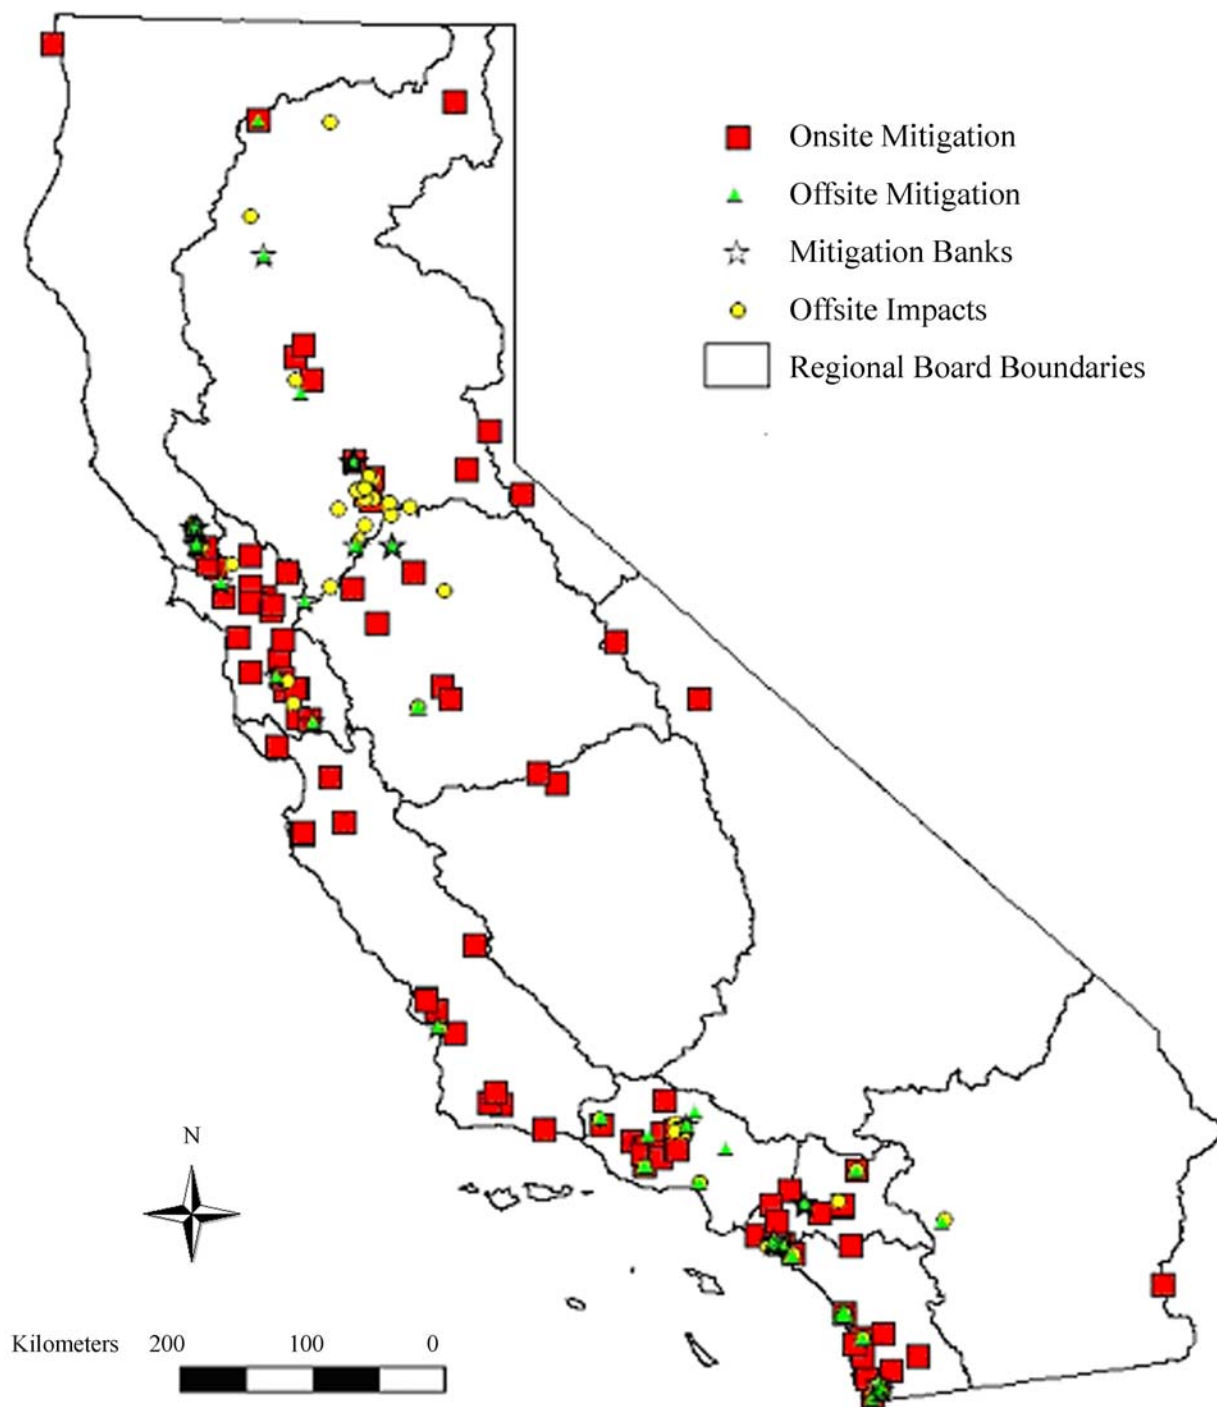 Onsite Mitigation
Offsite Mitigation
Mitigation Banks
Offsite Impacts
Regional Board Boundaries
N
Kilometers 200 100 0